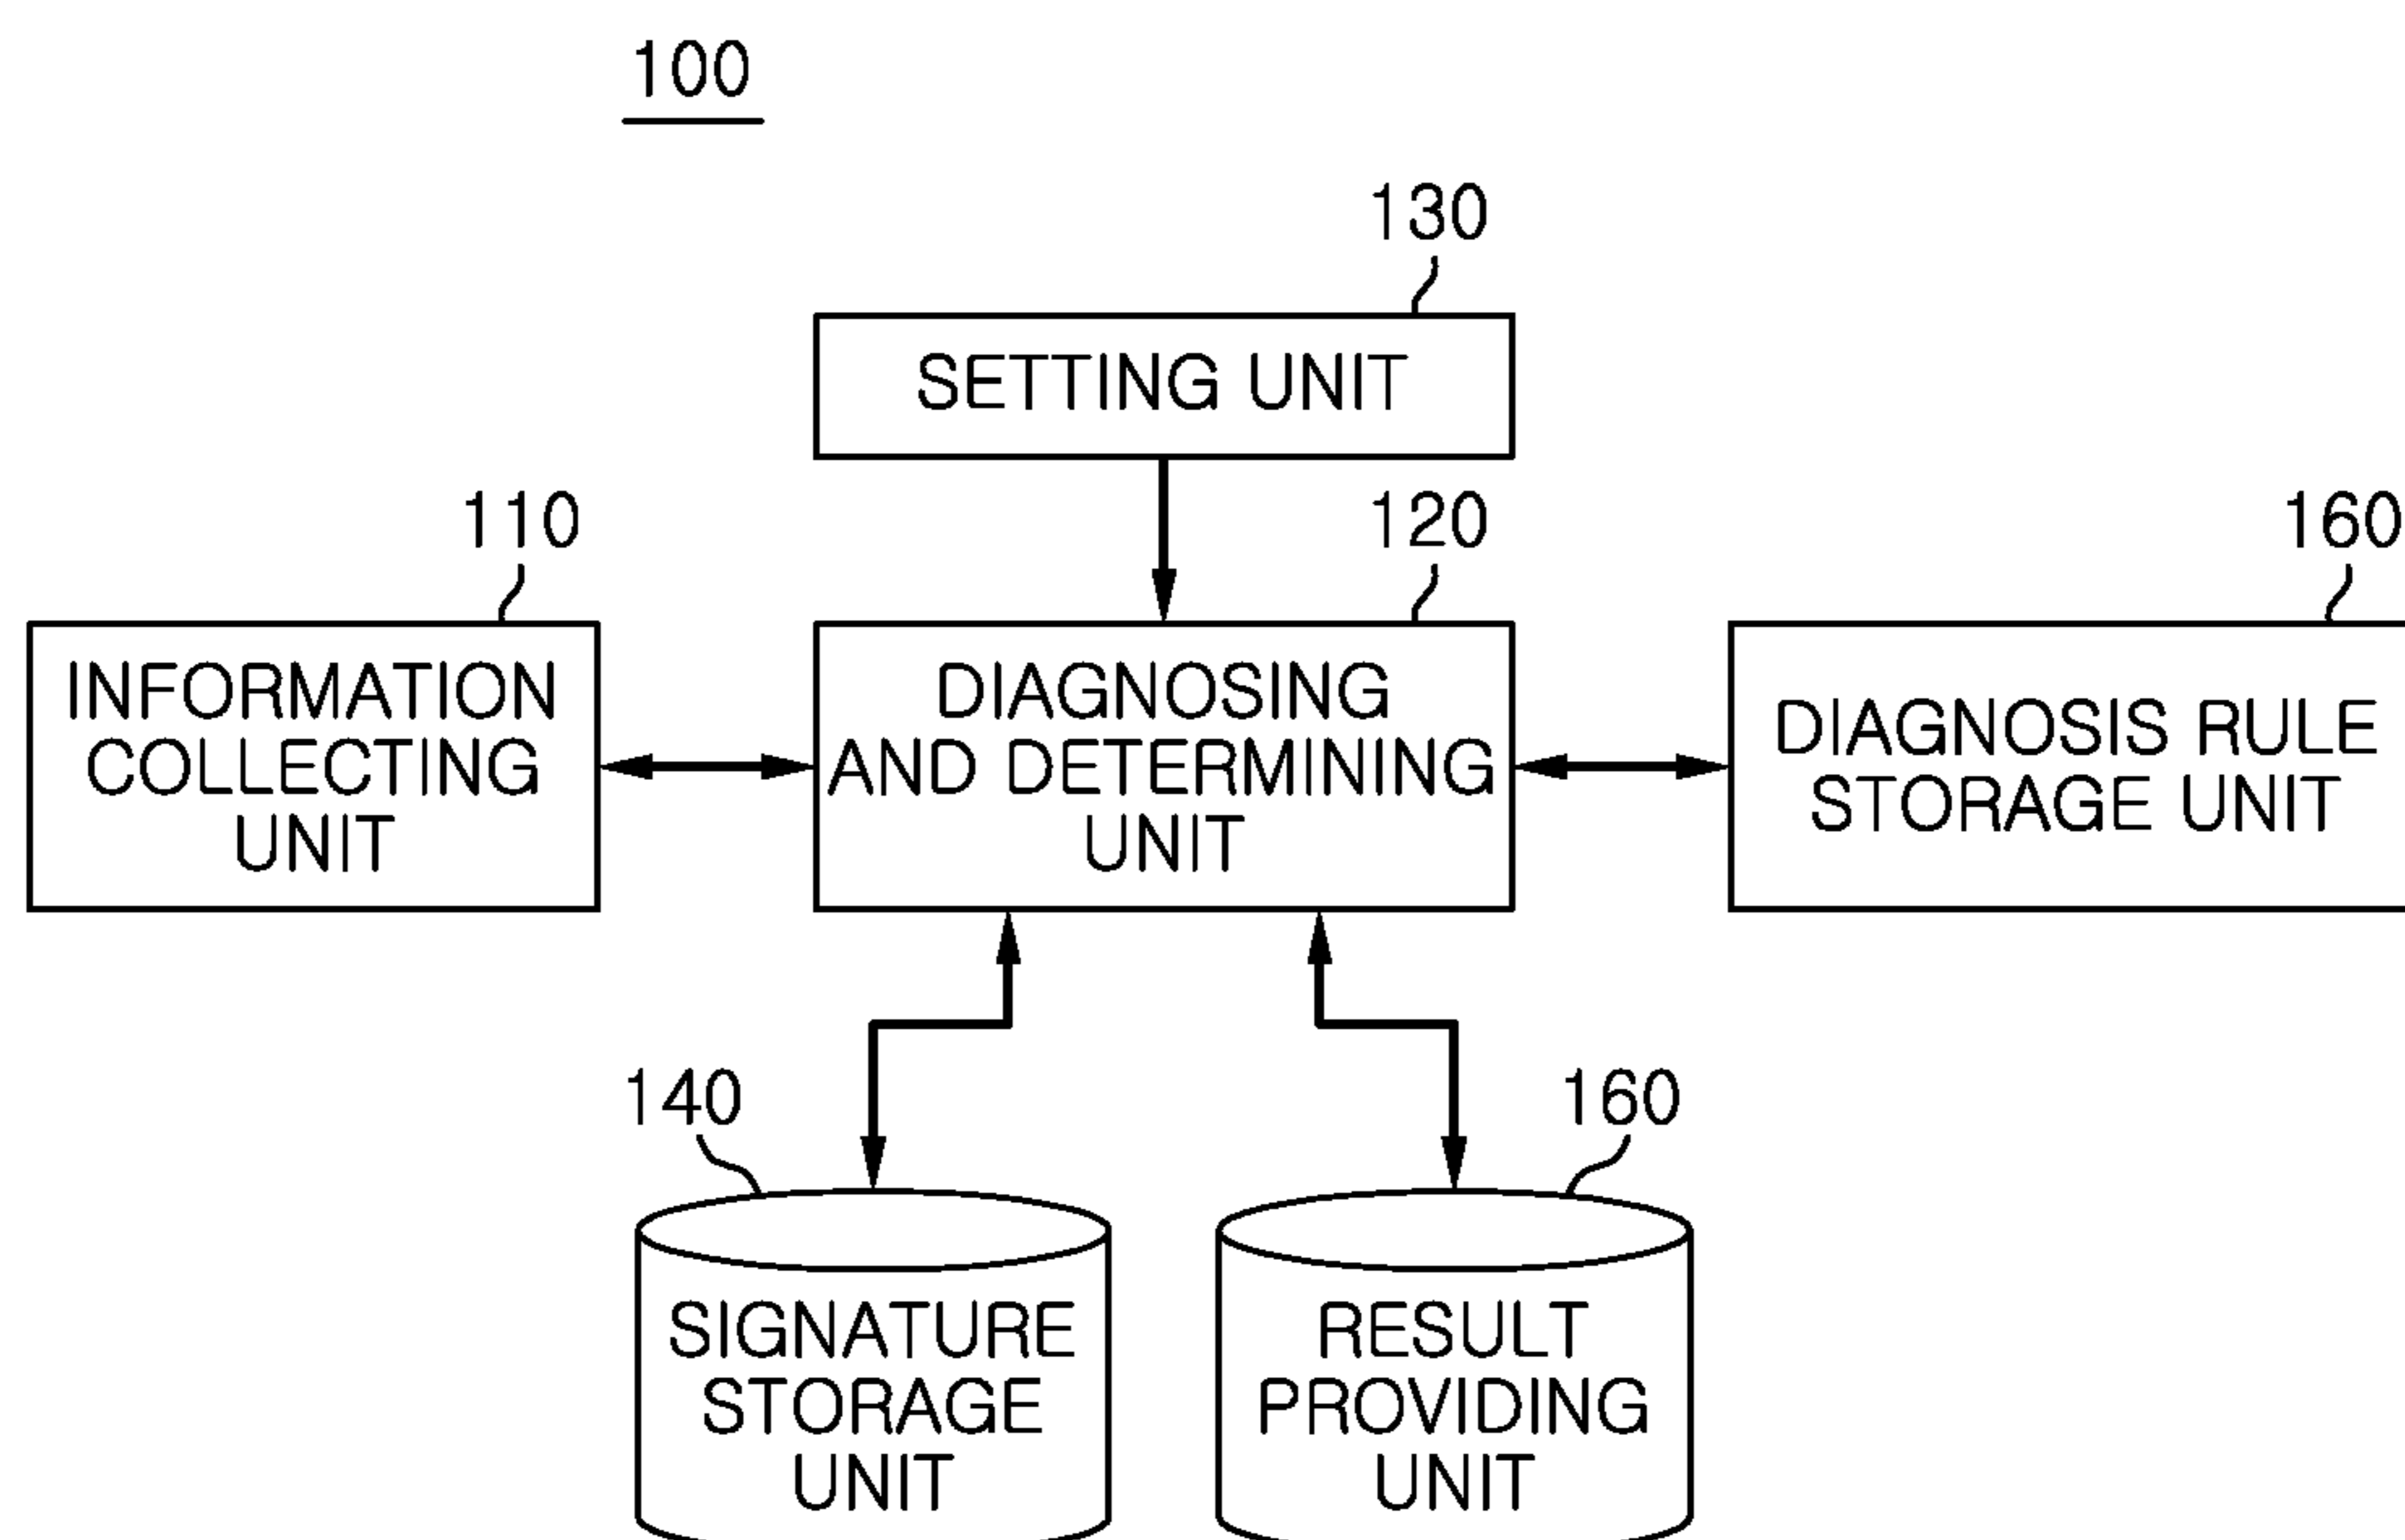 100
130
SETTING UNIT
110
120
160
INFORMATION
COLLECTING
UNIT
DIAGNOSING
AND DETERMINING
UNIT
DIAGNOSIS RULE
STORAGE UNIT
140
160
SIGNATURE
STORAGE
UNIT
RESULT
PROVIDING
UNIT